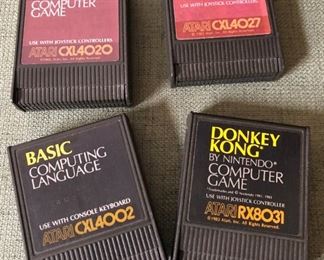 COMPUTER
GAME
USE WITH JOYSTICK CONTROLLERS
ATARI CXL4020
USE WITH JOYSTICK CONTROLLERS
ATARI CXL4027
BASIC
COMPUTING
LANGUAGE
USE WITH CONSOLE KEYBOARD
ATARI CXL4002
DONKEY
KONG
BY NINTENDO
COMPUTER
GAME
USE WITH JOYSTICK CONTROLLER
ATARI RX8031